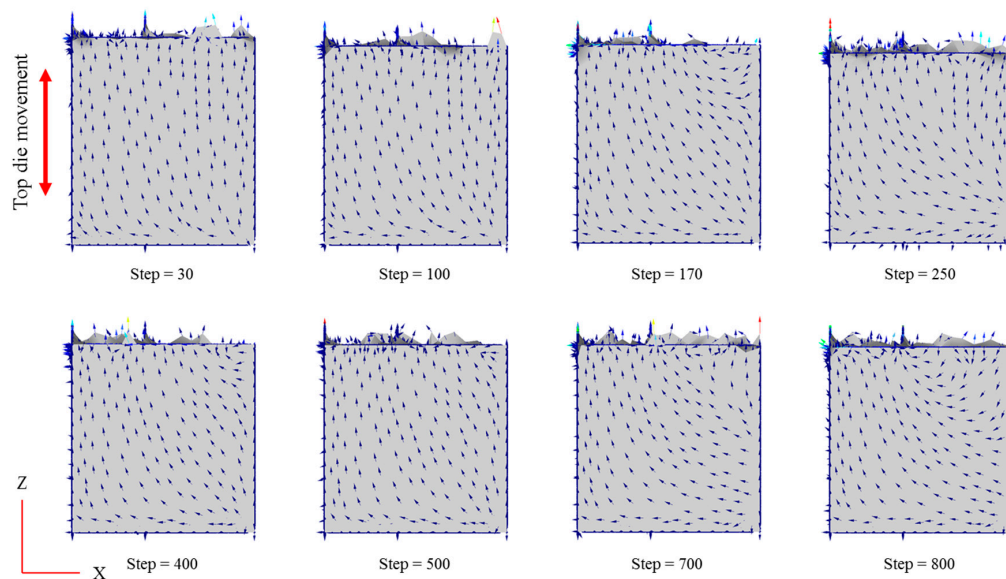 Top die movement
Step = 30
Step = 100
Step = 170
Step = 250
Z
X
Step = 400
Step = 500
Step = 700
Step = 800